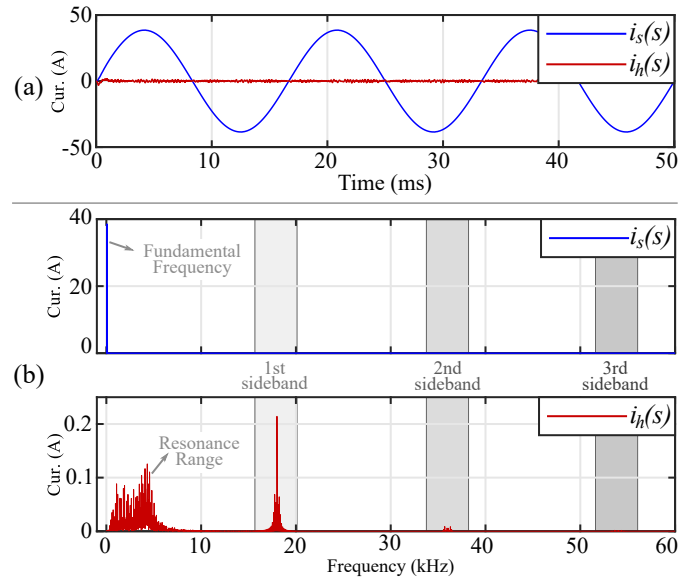 50
i_s(s)
i_h(s)
(a)
Cur. (A)
0
-50
0
10
20
30
40
50
Time (ms)
40
i_s(s)
Fundamental
Frequency
Cur. (A)
20
0
(b)
1st
sideband
2nd
sideband
3rd
sideband
0.2
i_h(s)
Resonance
Range
Cur. (A)
0.1
0
0
10
20
30
40
50
60
Frequency (kHz)